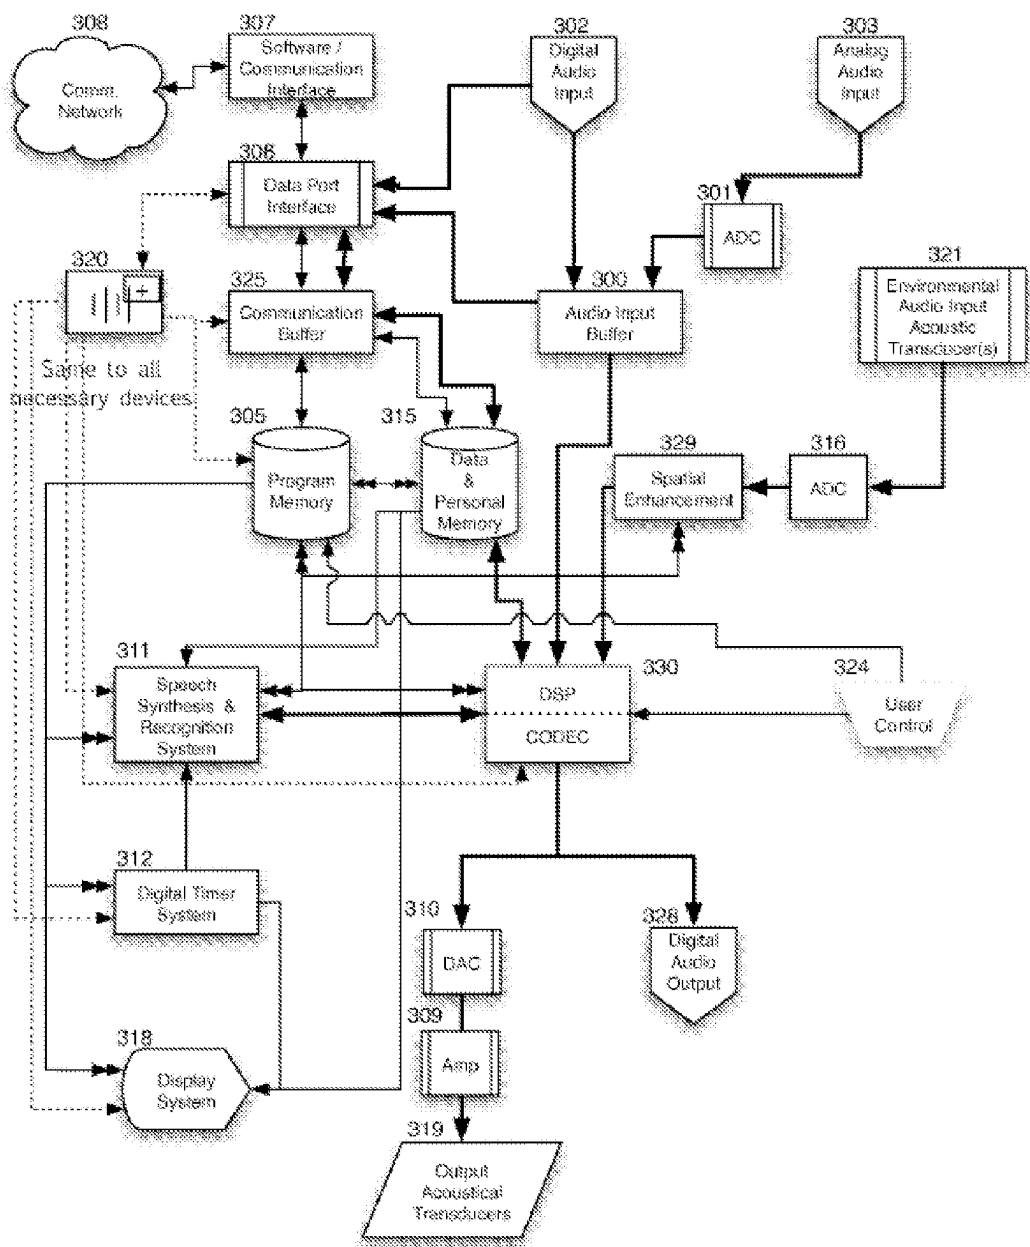 308
307
302
303
Software /
Communication
Interface
Digital
Audio
Input
Analog
Audio
Input
Comm.
Network
306
Data Port
Interface
301
ADC
320
+
325
300
321
Communication
Buffer
Audio Input
Buffer
Environmental
Audio Input
Acoustic
Transducer(s)
Same to all
necessary devices
305
315
329
316
Program
Memory
Data
&
Personal
Memory
Spatial
Enhancement
ADC
311
330
324
Speech
Synthesis &
Recognition
System
DSP
CODEC
User
Control
312
Digital Timer
System
310
328
DAC
Digital
Audio
Output
309
Amp
318
Display
System
319
Output
Acoustical
Transducers